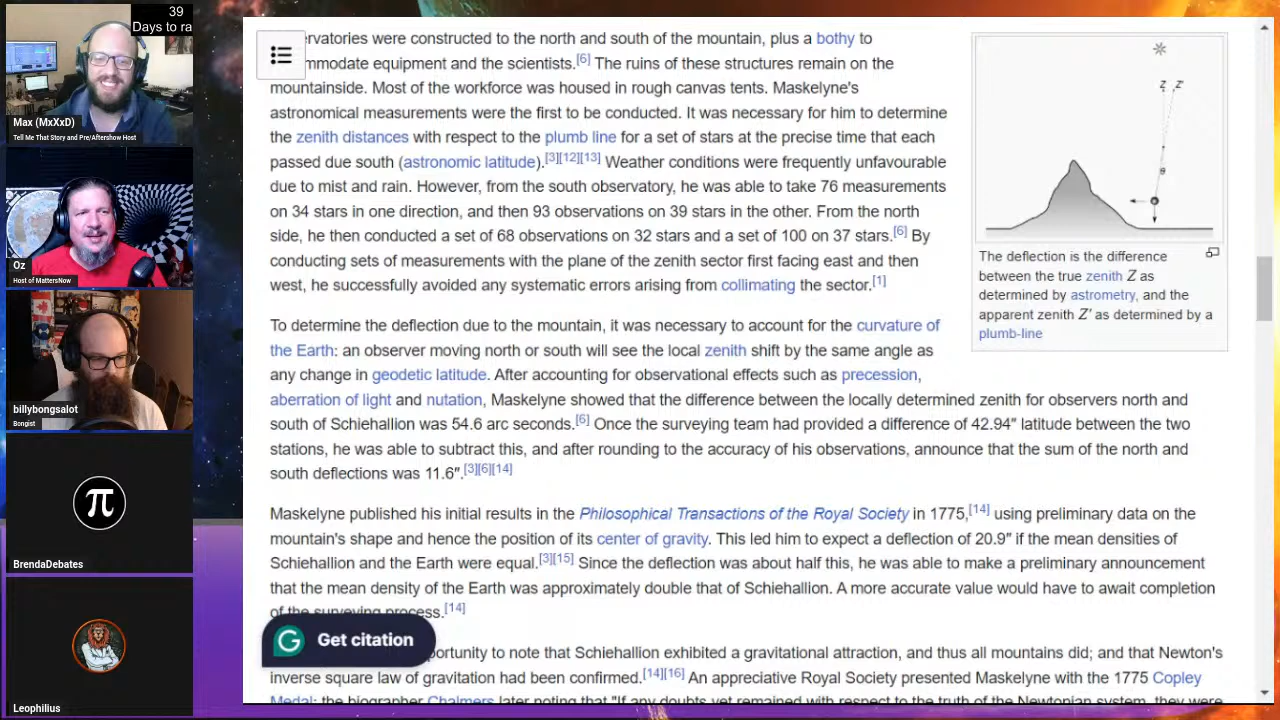 39
Days to ra
Max (MxXxD)
Tell Me That Story and Pre/Aftershow Host
Oz
Host of MattersNow
billybongsalot
Bongist
π
BrendaDebates
Leophilius
ervatories were constructed to the north and south of the mountain, plus a bothy to
mmodate equipment and the scientists.[6] The ruins of these structures remain on the
mountainside. Most of the workforce was housed in rough canvas tents. Maskelyne's
astronomical measurements were the first to be conducted. It was necessary for him to determine
the zenith distances with respect to the plumb line for a set of stars at the precise time that each
passed due south (astronomic latitude).[3][12][13] Weather conditions were frequently unfavourable
due to mist and rain. However, from the south observatory, he was able to take 76 measurements
on 34 stars in one direction, and then 93 observations on 39 stars in the other. From the north
side, he then conducted a set of 68 observations on 32 stars and a set of 100 on 37 stars.[6] By
conducting sets of measurements with the plane of the zenith sector first facing east and then
west, he successfully avoided any systematic errors arising from collimating the sector.[1]
Z Z'
θ
The deflection is the difference
between the true zenith Z as
determined by astrometry, and the
apparent zenith Z′ as determined by a
plumb-line
To determine the deflection due to the mountain, it was necessary to account for the curvature of
the Earth: an observer moving north or south will see the local zenith shift by the same angle as
any change in geodetic latitude. After accounting for observational effects such as precession,
aberration of light and nutation, Maskelyne showed that the difference between the locally determined zenith for observers north and
south of Schiehallion was 54.6 arc seconds.[6] Once the surveying team had provided a difference of 42.94″ latitude between the two
stations, he was able to subtract this, and after rounding to the accuracy of his observations, announce that the sum of the north and
south deflections was 11.6″.[3][6][14]
Maskelyne published his initial results in the Philosophical Transactions of the Royal Society in 1775,[14] using preliminary data on the
mountain's shape and hence the position of its center of gravity. This led him to expect a deflection of 20.9″ if the mean densities of
Schiehallion and the Earth were equal.[3][15] Since the deflection was about half this, he was able to make a preliminary announcement
that the mean density of the Earth was approximately double that of Schiehallion. A more accurate value would have to await completion
of the surveying process.[14]
Get citation
portunity to note that Schiehallion exhibited a gravitational attraction, and thus all mountains did; and that Newton's
inverse square law of gravitation had been confirmed.[14][16] An appreciative Royal Society presented Maskelyne with the 1775 Copley
Medal; the biographer Chalmers later noting that "If any doubts yet remained with respect to the truth of the Newtonian system, they were